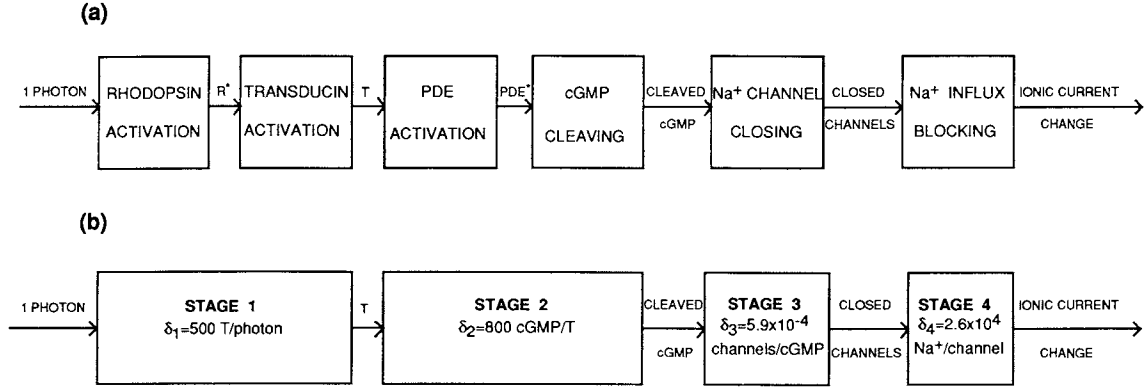 (a)
1 PHOTON
RHODOPSIN
ACTIVATION
R*
TRANSDUCIN
ACTIVATION
T
PDE
ACTIVATION
PDE*
cGMP
CLEAVING
CLEAVED
cGMP
Na⁺ CHANNEL
CLOSING
CLOSED
CHANNELS
Na⁺ INFLUX
BLOCKING
IONIC CURRENT
CHANGE
(b)
1 PHOTON
STAGE 1
δ₁=500 T/photon
T
STAGE 2
δ₂=800 cGMP/T
CLEAVED
cGMP
STAGE 3
δ₃=5.9x10⁻⁴
channels/cGMP
CLOSED
CHANNELS
STAGE 4
δ₄=2.6x10⁴
Na⁺/channel
IONIC CURRENT
CHANGE